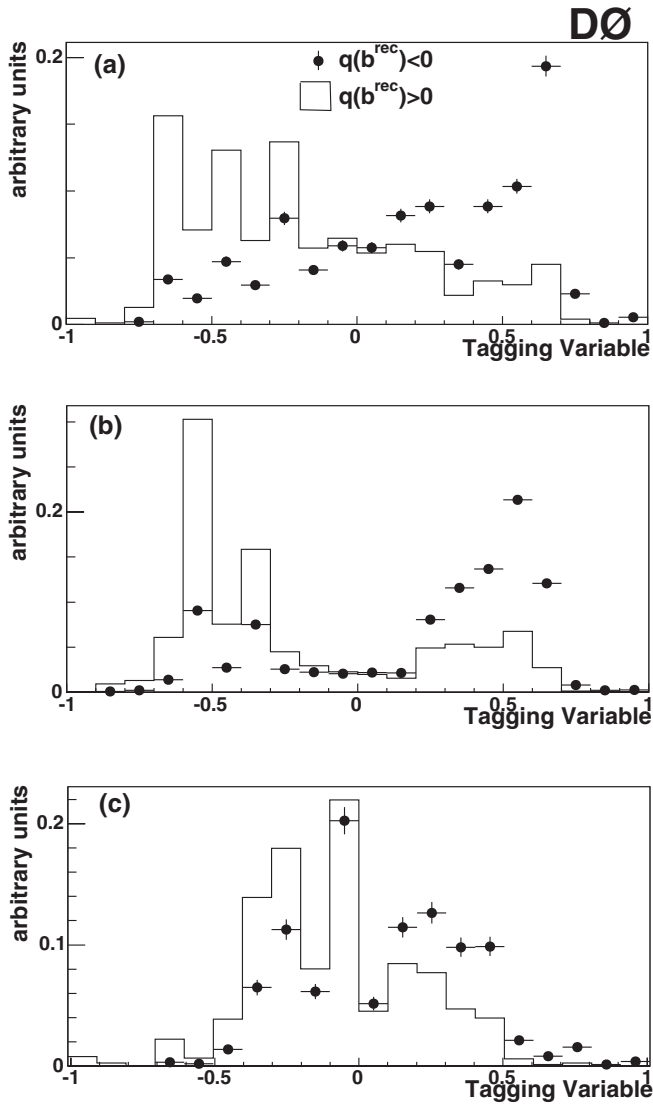 DØ
(a)
q(b^rec)<0
q(b^rec)>0
arbitrary units
0.2
0
-1 -0.5 0 0.5 1
Tagging Variable
(b)
arbitrary units
0.2
0
-1 -0.5 0 0.5 1
Tagging Variable
(c)
arbitrary units
0.2
0.1
0
-1 -0.5 0 0.5 1
Tagging Variable